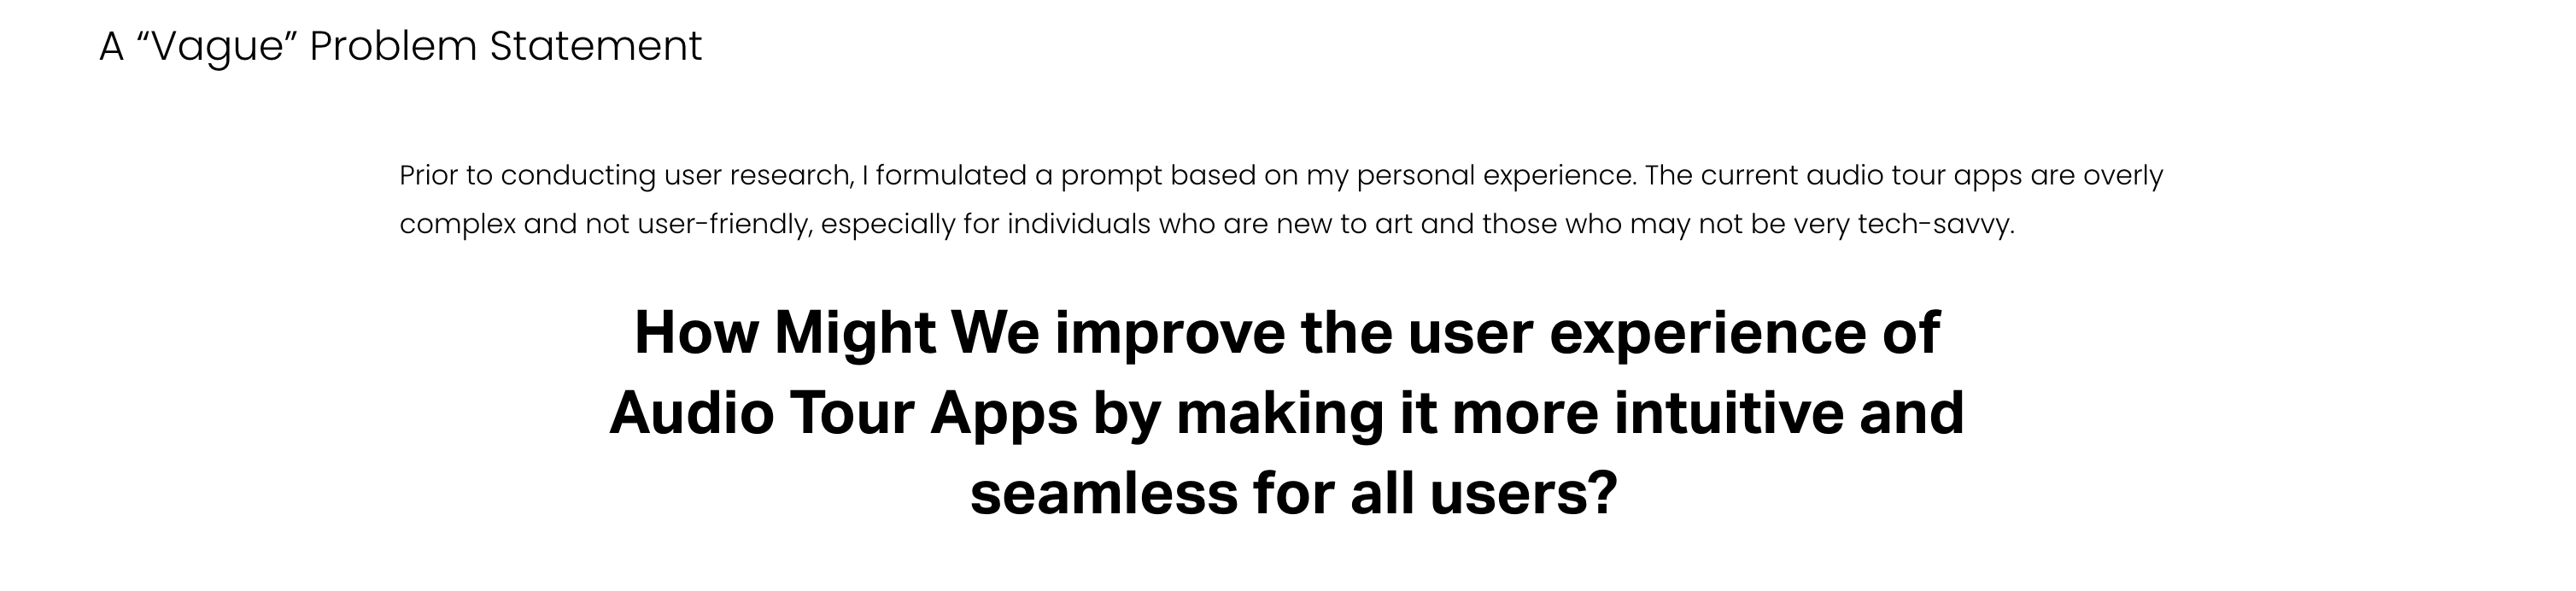 A “Vague” Problem Statement
Prior to conducting user research, I formulated a prompt based on my personal experience. The current audio tour apps are overly
complex and not user-friendly, especially for individuals who are new to art and those who may not be very tech-savvy.
How Might We improve the user experience of
Audio Tour Apps by making it more intuitive and
seamless for all users?